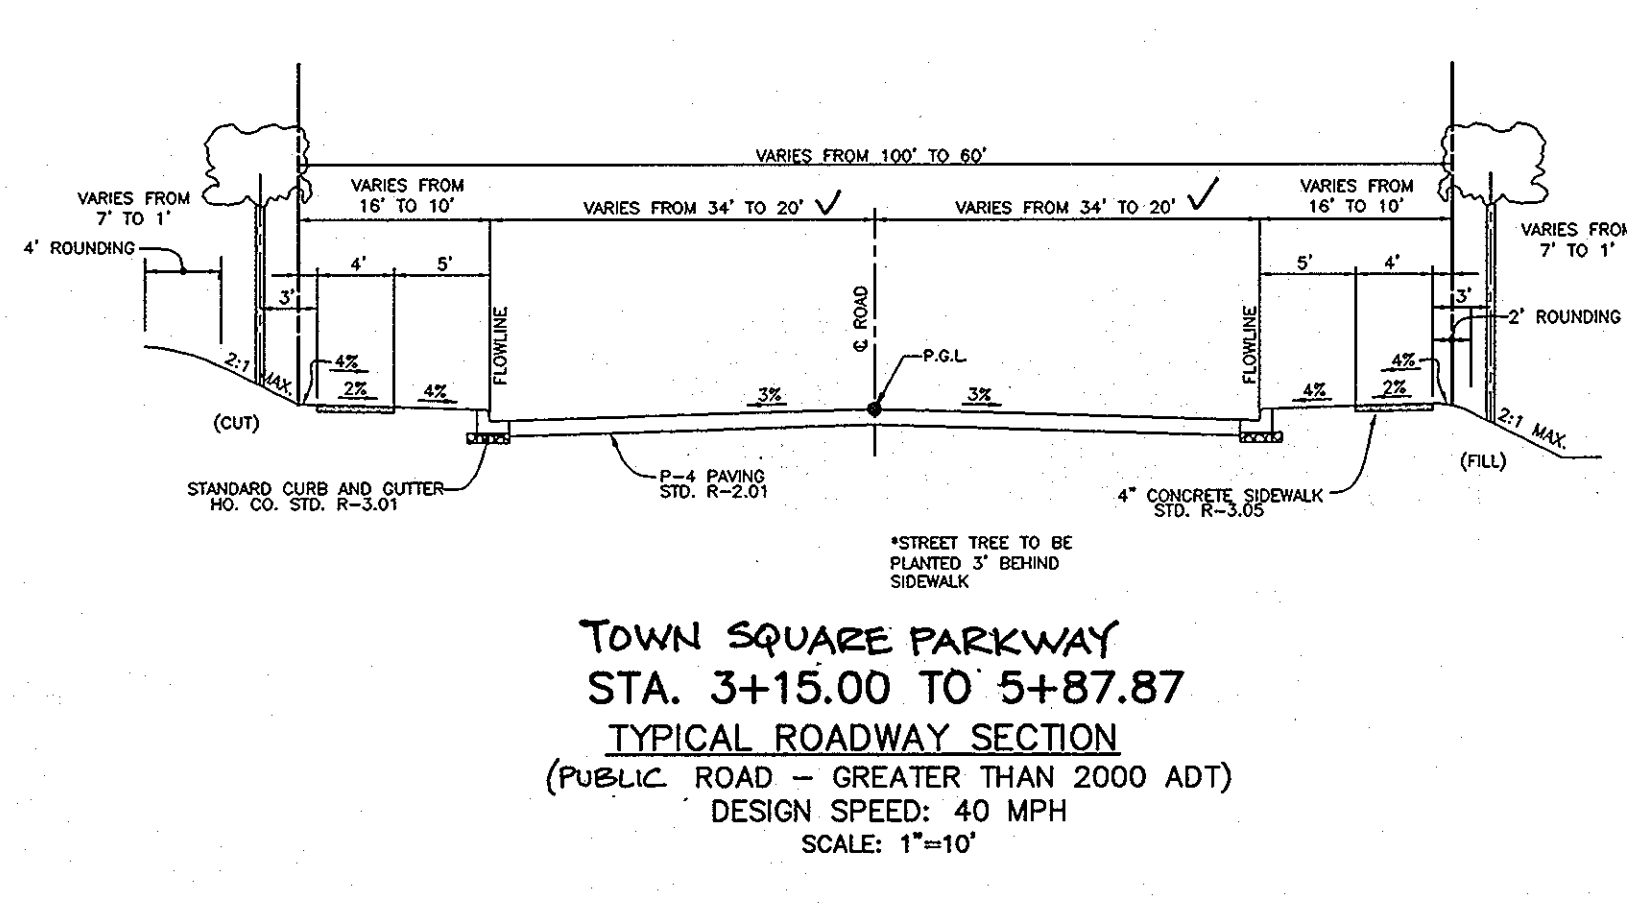 VARIES FROM 100' TO 60'
VARIES FROM
7' TO 1'
VARIES FROM
16' TO 10'
VARIES FROM 34' TO 20' ✓
VARIES FROM 34' TO 20' ✓
VARIES FROM
16' TO 10'
VARIES FROM
7' TO 1'
4' ROUNDING
4'
5'
5'
4'
3'
3'
2' ROUNDING
FLOWLINE
℄ ROAD
FLOWLINE
P.G.L.
2:1 MAX.
4%
2%
4%
3%
3%
4%
4%
2%
2:1 MAX.
(CUT)
(FILL)
STANDARD CURB AND GUTTER
HO. CO. STD. R-3.01
P-4 PAVING
STD. R-2.01
4" CONCRETE SIDEWALK
STD. R-3.05
*STREET TREE TO BE
PLANTED 3' BEHIND
SIDEWALK
TOWN SQUARE PARKWAY
STA. 3+15.00 TO 5+87.87
TYPICAL ROADWAY SECTION
(PUBLIC ROAD - GREATER THAN 2000 ADT)
DESIGN SPEED: 40 MPH
SCALE: 1"=10'